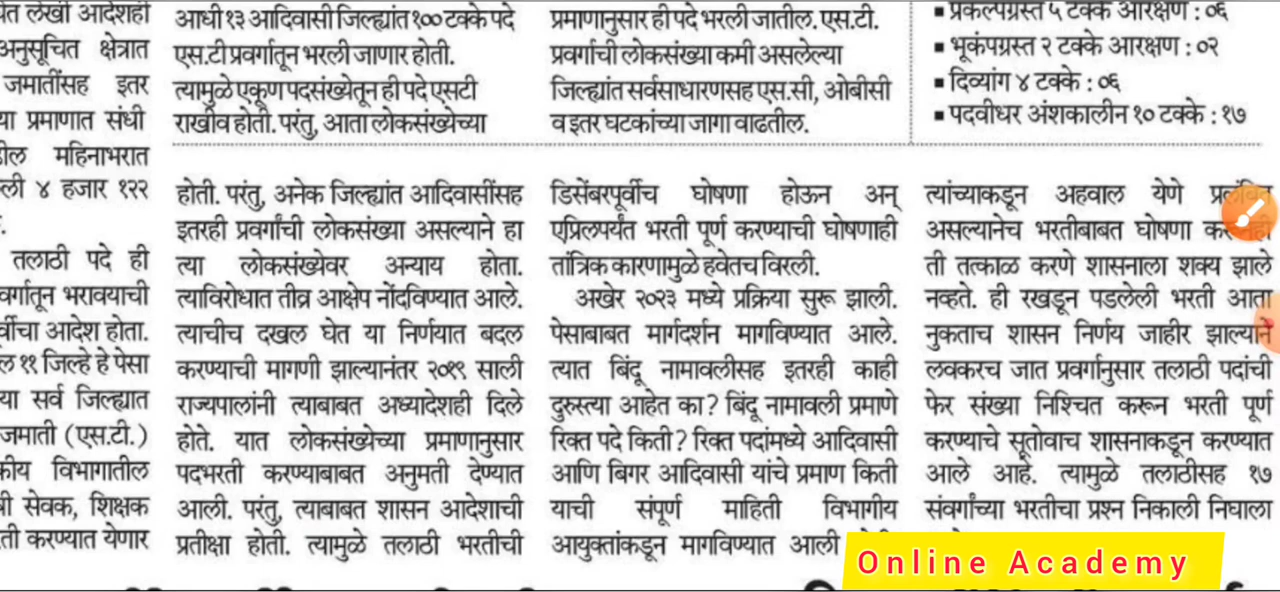 लेखी आदेशही
अनुसूचित क्षेत्रात
जमातींसह इतर
या प्रमाणात संधी
महिनाभरात
ली ४ हजार १२२
तलाठी पदे ही
वर्गातून भरावयाची
र्वीचा आदेश होता.
ल ११ जिल्हे हे पेसा
या सर्व जिल्ह्यात
जमाती (एस.टी.)
कीय विभागातील
त्री सेवक, शिक्षक
ती करण्यात येणार
आधी १३ आदिवासी जिल्ह्यांत १०० टक्के पदे
एस.टी प्रवर्गातून भरली जाणार होती.
त्यामुळे एकूण पदसंख्येतून ही पदे एसटी
राखीव होती. परंतु, आता लोकसंख्येच्या
प्रमाणानुसार ही पदे भरली जातील. एस.टी.
प्रवर्गाची लोकसंख्या कमी असलेल्या
जिल्ह्यांत सर्वसाधारणसह एस.सी, ओबीसी
व इतर घटकांच्या जागा वाढतील.
▪ प्रकल्पग्रस्त ५ टक्के आरक्षण : ०६
▪ भूकंपग्रस्त २ टक्के आरक्षण : ०२
▪ दिव्यांग ४ टक्के : ०६
▪ पदवीधर अंशकालीन १० टक्के : १७
होती. परंतु, अनेक जिल्ह्यांत आदिवासींसह
इतरही प्रवर्गांची लोकसंख्या असल्याने हा
त्या लोकसंख्येवर अन्याय होता.
त्याविरोधात तीव्र आक्षेप नोंदविण्यात आले.
त्याचीच दखल घेत या निर्णयात बदल
करण्याची मागणी झाल्यानंतर २०१९ साली
राज्यपालांनी त्याबाबत अध्यादेशही दिले
होते. यात लोकसंख्येच्या प्रमाणानुसार
पदभरती करण्याबाबत अनुमती देण्यात
आली. परंतु, त्याबाबत शासन आदेशाची
प्रतीक्षा होती. त्यामुळे तलाठी भरतीची
डिसेंबरपूर्वीच घोषणा होऊन अन्
एप्रिलपर्यंत भरती पूर्ण करण्याची घोषणाही
तांत्रिक कारणामुळे हवेतच विरली.
अखेर २०२३ मध्ये प्रक्रिया सुरू झाली.
पेसाबाबत मार्गदर्शन मागविण्यात आले.
त्यात बिंदू नामावलीसह इतरही काही
दुरुस्त्या आहेत का? बिंदू नामावली प्रमाणे
रिक्त पदे किती? रिक्त पदांमध्ये आदिवासी
आणि बिगर आदिवासी यांचे प्रमाण किती
याची संपूर्ण माहिती विभागीय
आयुक्तांकडून मागविण्यात आली
त्यांच्याकडून अहवाल येणे प्रलंबित
असल्यानेच भरतीबाबत घोषणा
ती तत्काळ करणे शासनाला शक्य झाले
नव्हते. ही रखडून पडलेली भरती आता
नुकताच शासन निर्णय जाहीर झाल्याने
लवकरच जात प्रवर्गानुसार तलाठी पदांची
फेर संख्या निश्चित करून भरती पूर्ण
करण्याचे सूतोवाच शासनाकडून करण्यात
आले आहे. त्यामुळे तलाठीसह १७
संवर्गांच्या भरतीचा प्रश्न निकाली निघाला
Online Academy